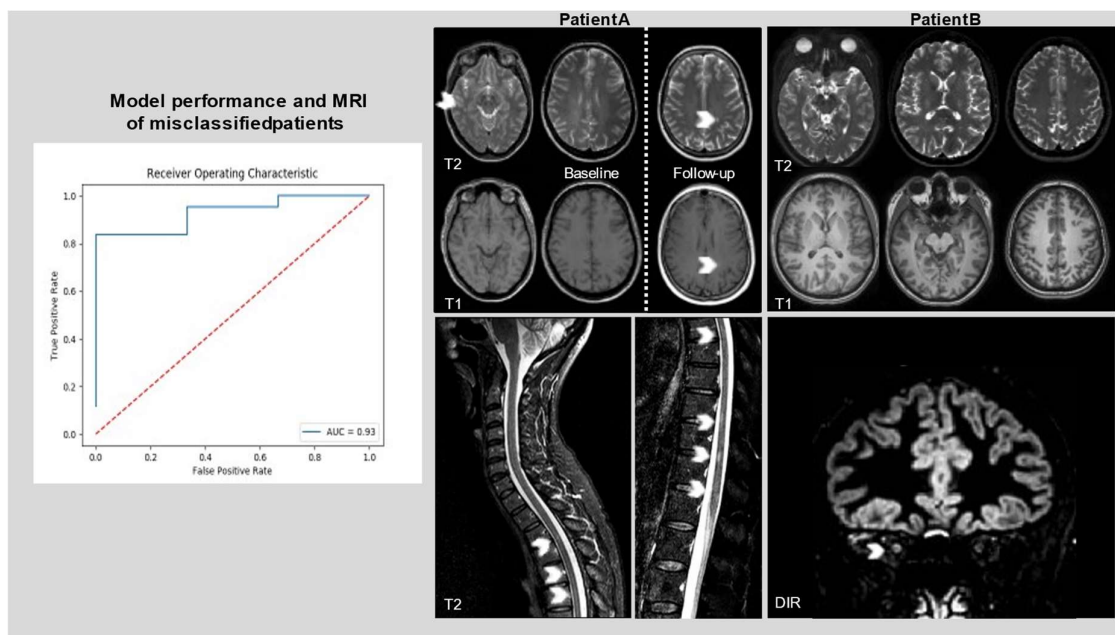 Model performance and MRI
of misclassifiedpatients
Receiver Operating Characteristic
True Positive Rate
1.0
0.8
0.6
0.4
0.2
0.0
0.0 0.2 0.4 0.6 0.8 1.0
False Positive Rate
AUC = 0.93
PatientA
T2
Baseline
Follow-up
T1
T2
PatientB
T2
T1
DIR